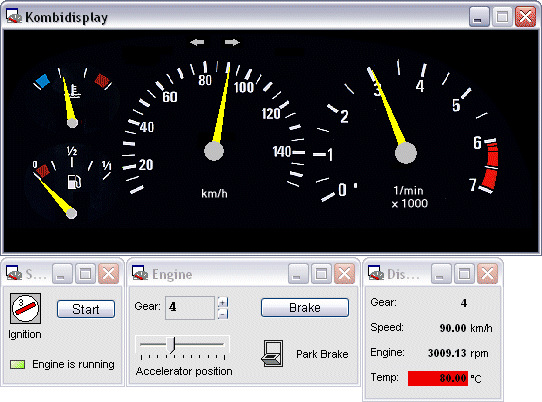 Kombidisplay
0 1/2 1/1
20 40 60 80 100 120 140
km/h
0 1 2 3 4 5 6 7
1/min
x 1000
S...
3
Ignition
Start
Engine is running
Engine
Gear: 4 + -
Brake
Accelerator position
Park Brake
Dis...
Gear: 4
Speed: 90.00 km/h
Engine: 3009.13 rpm
Temp: 80.00 °C